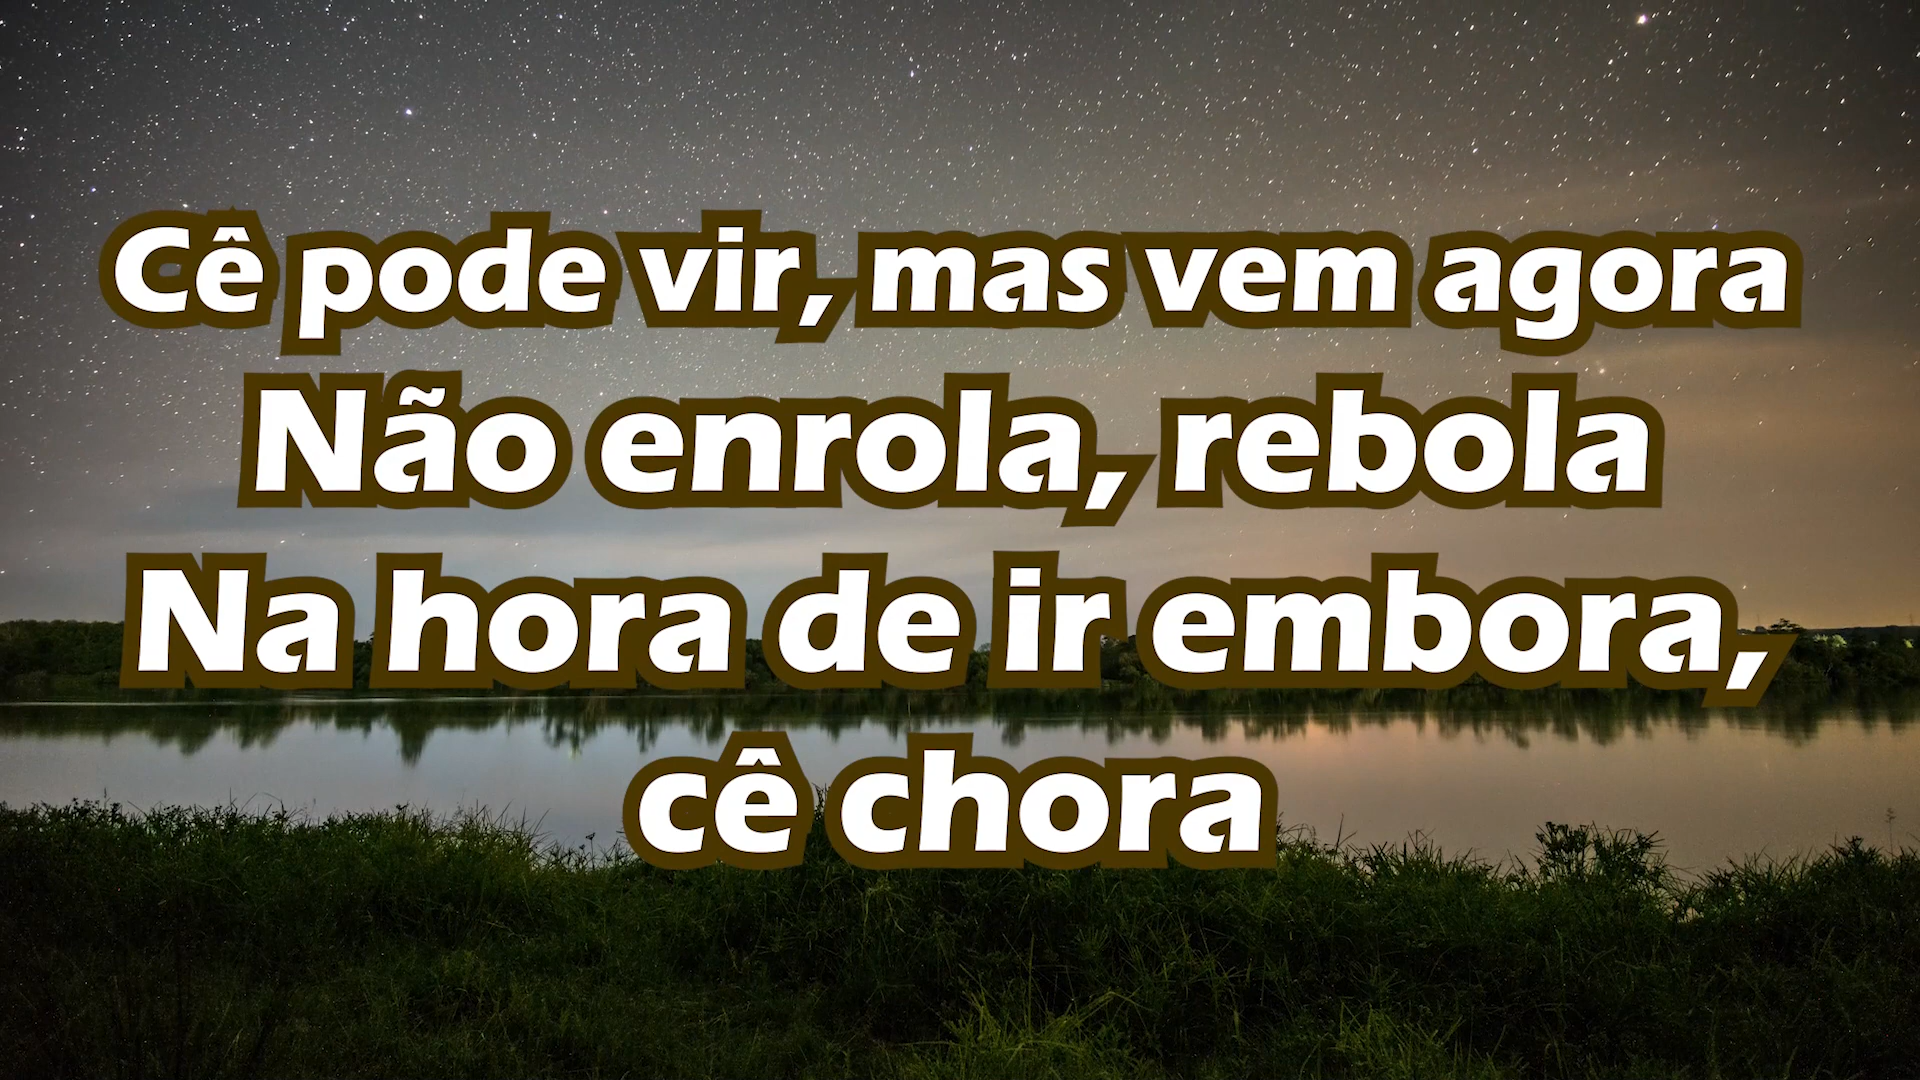 Cê pode vir, mas vem agora
Não enrola, rebola
Na hora de ir embora,
cê chora